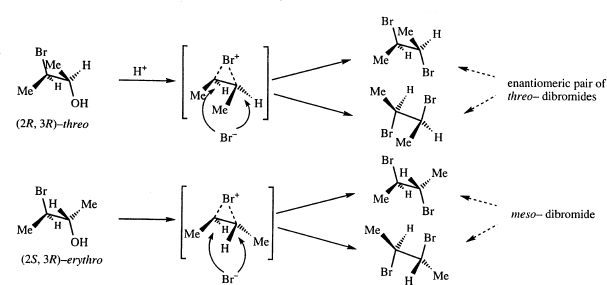 Br
Me
H
Me
OH
(2R, 3R)–threo
H⁺
Br⁺
Me
H
Me
H
Br⁻
Br
Me
H
Me
H
Br
H
Br
Br
Me
H
enantiomeric pair of
threo– dibromides
Br
H
Me
Me
H
OH
(2S, 3R)–erythro
Br⁺
Me
H
H
Me
Br⁻
Br
H
Me
Me
H
Br
Me
H
Br
Br
H
Me
meso– dibromide